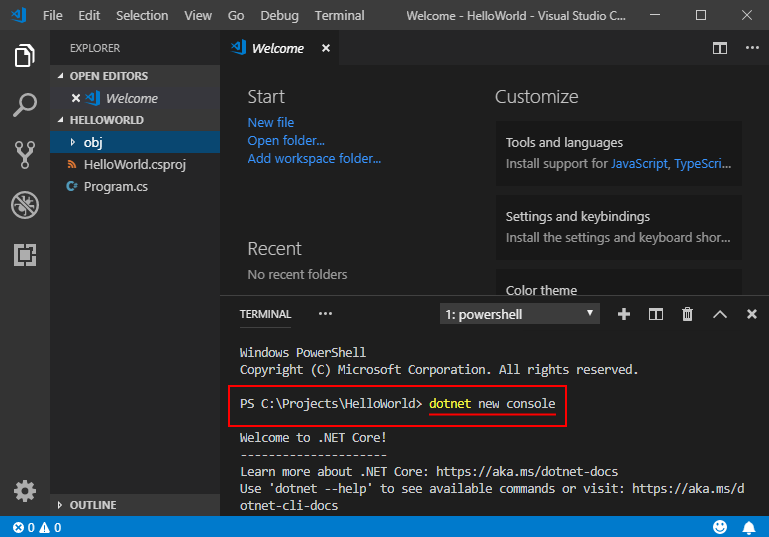 File Edit Selection View Go Debug Terminal Welcome - HelloWorld - Visual Studio C...
EXPLORER
OPEN EDITORS
Welcome
HELLOWORLD
obj
HelloWorld.csproj
C# Program.cs
OUTLINE
Welcome
Start
New file
Open folder...
Add workspace folder...
Recent
No recent folders
Customize
Tools and languages
Install support for JavaScript, TypeScri...
Settings and keybindings
Install the settings and keyboard shor...
Color theme
TERMINAL
1: powershell
Windows PowerShell
Copyright (C) Microsoft Corporation. All rights reserved.
PS C:\Projects\HelloWorld> dotnet new console
Welcome to .NET Core!
---------------------
Learn more about .NET Core: https://aka.ms/dotnet-docs
Use 'dotnet --help' to see available commands or visit: https://aka.ms/d
otnet-cli-docs
0 0